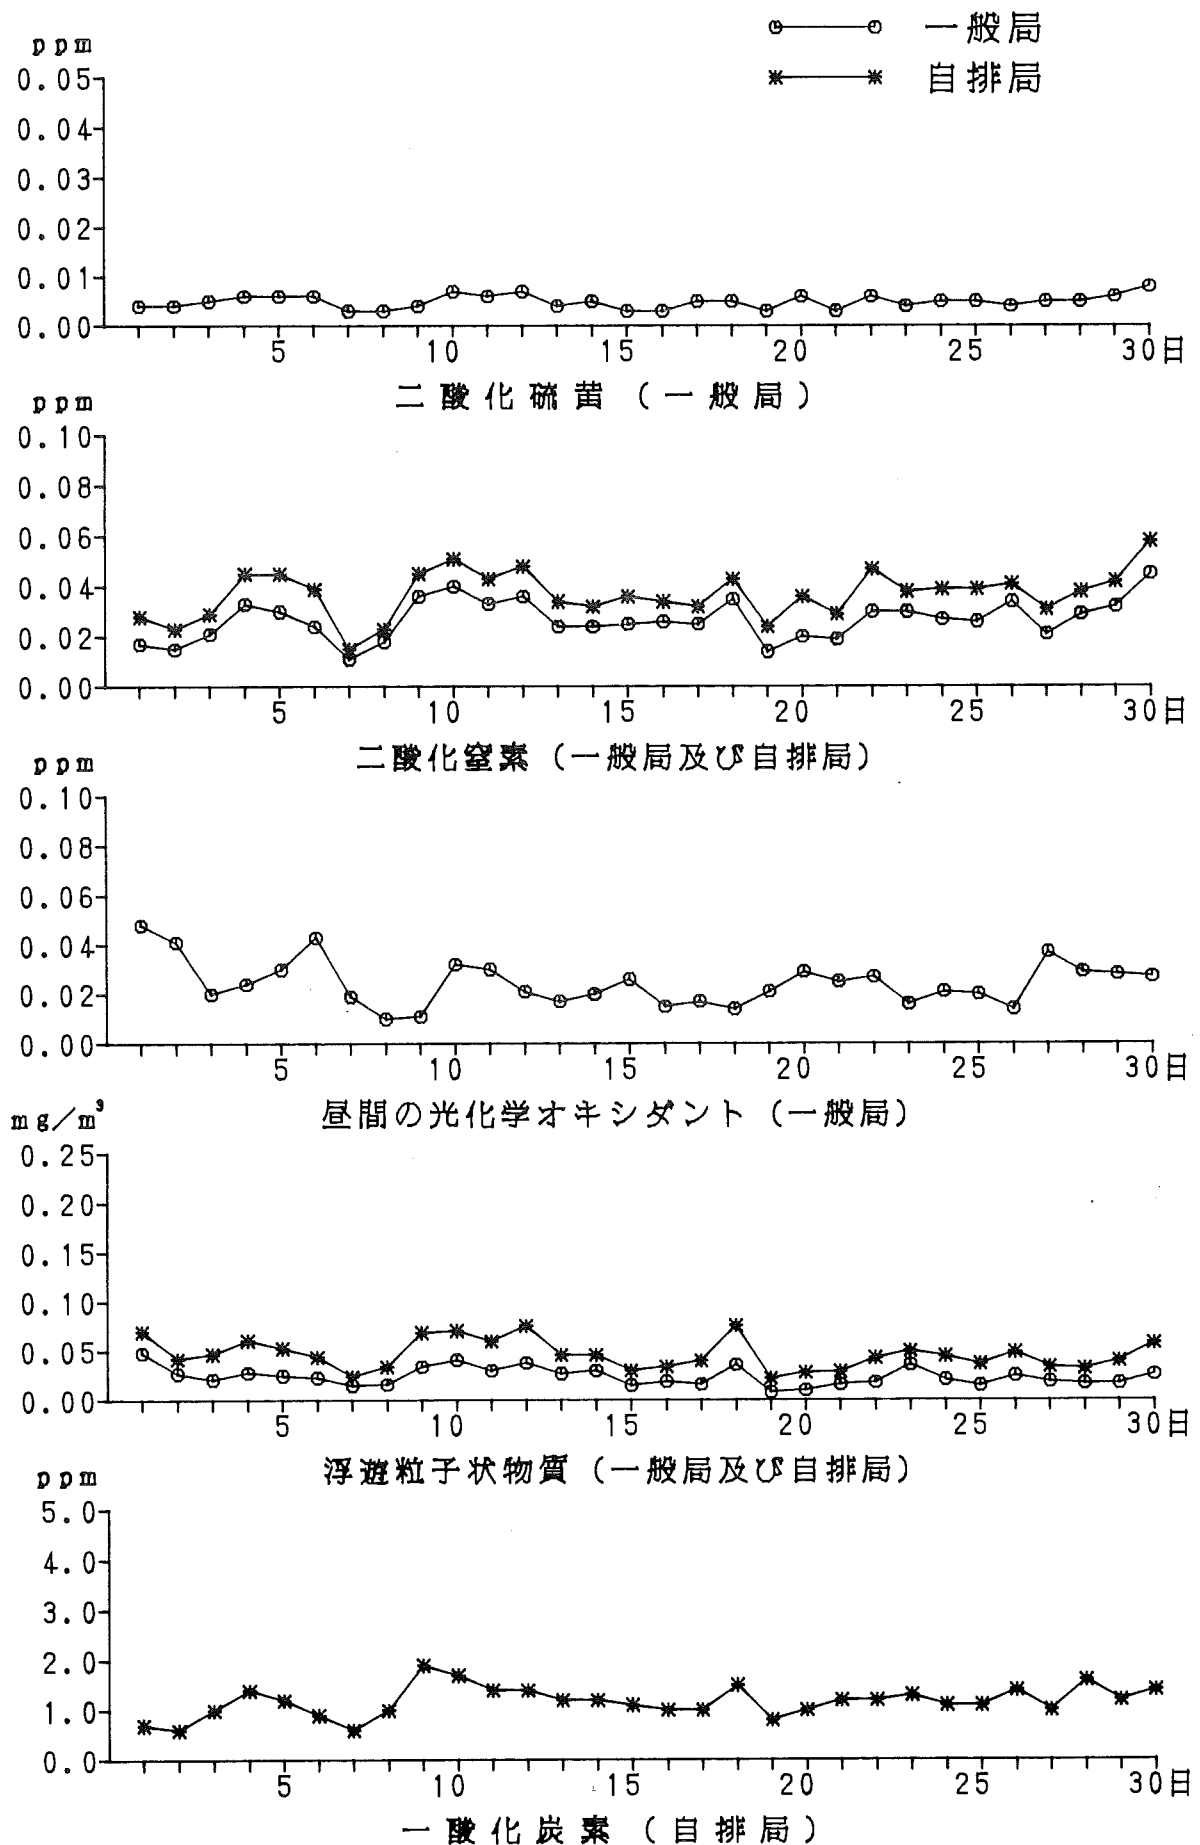 一般局
自排局
ppm
0.05
0.04
0.03
0.02
0.01
0.00
5 10 15 20 25 30日
二酸化硫黄（一般局）
ppm
0.10
0.08
0.06
0.04
0.02
0.00
5 10 15 20 25 30日
二酸化窒素（一般局及び自排局）
ppm
0.10
0.08
0.06
0.04
0.02
0.00
5 10 15 20 25 30日
昼間の光化学オキシダント（一般局）
mg/m³
0.25
0.20
0.15
0.10
0.05
0.00
5 10 15 20 25 30日
浮遊粒子状物質（一般局及び自排局）
ppm
5.0
4.0
3.0
2.0
1.0
0.0
5 10 15 20 25 30日
一酸化炭素（自排局）